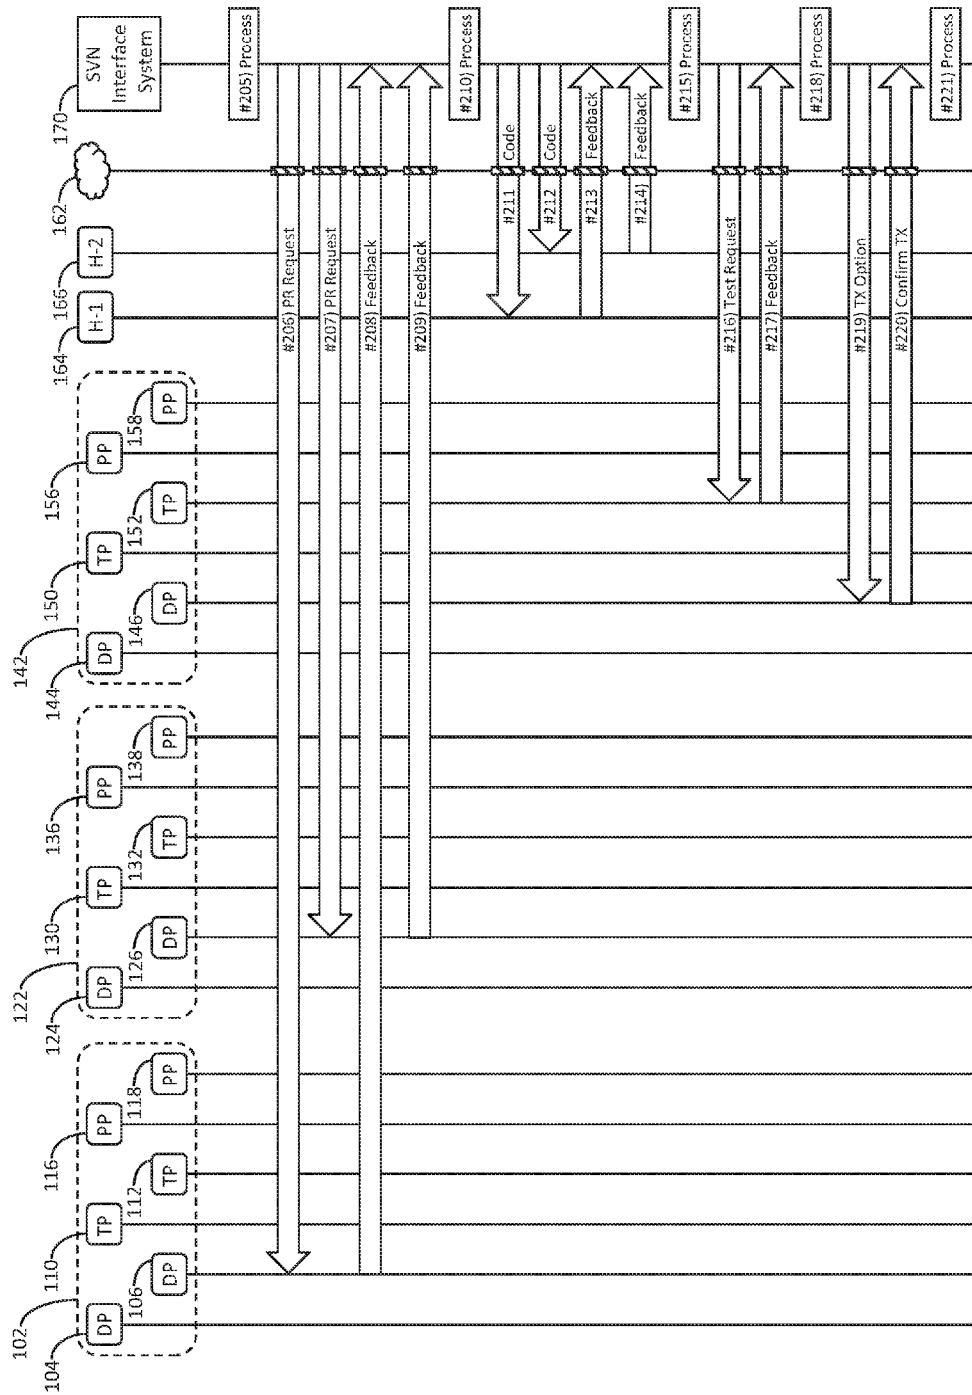 102
104
DP
106
DP
110
TP
112
TP
116
PP
118
PP
122
124
DP
126
DP
130
TP
132
TP
136
PP
138
PP
142
144
DP
146
DP
150
TP
152
TP
156
PP
158
PP
164
H-1
166
H-2
162
170
SVN
Interface
System
#205) Process
#206) PR Request
#207) PR Request
#208) Feedback
#209) Feedback
#210) Process
#211 Code
#212 Code
#213 Feedback
#214) Feedback
#215) Process
#216) Test Request
#217) Feedback
#218) Process
#219) TX Option
#220) Confirm TX
#221) Process